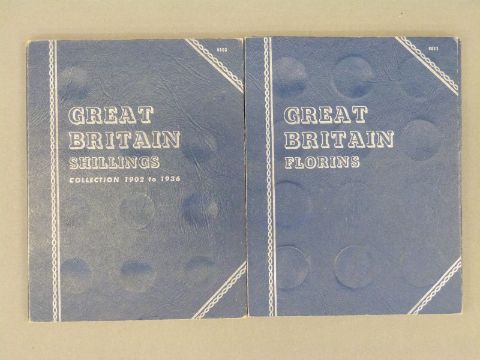 GREAT
BRITAIN
SHILLINGS
COLLECTION 1902 to 1936
GREAT
BRITAIN
FLORINS